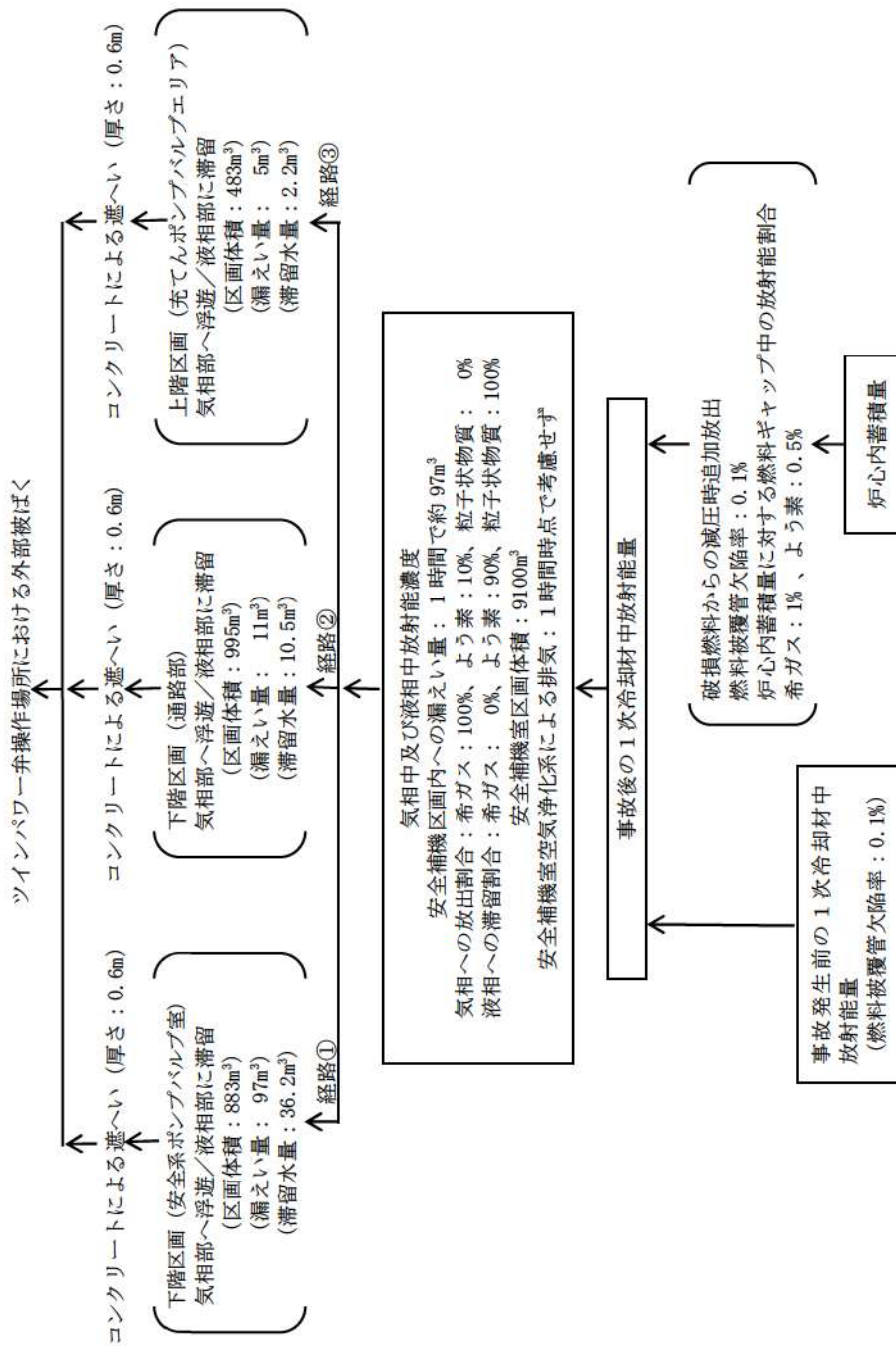 ツインパワー弁操作場所における外部被ばく
コンクリートによる遮へい (厚さ：0.6m)
コンクリートによる遮へい (厚さ：0.6m)
コンクリートによる遮へい (厚さ：0.6m)
下階区画 (安全系ポンプバルブ室)
気相部へ浮遊／液相部に滞留
(区画体積：883m³)
(漏えい量： 97m³)
(滞留水量：36.2m³)
下階区画 (通路部)
気相部へ浮遊／液相部に滞留
(区画体積：995m³)
(漏えい量： 11m³)
(滞留水量：10.5m³)
上階区画 (充てんポンプバルブエリア)
気相部へ浮遊／液相部に滞留
(区画体積：483m³)
(漏えい量： 5m³)
(滞留水量：2.2m³)
経路①
経路②
経路③
気相中及び液相中放射能濃度
安全補機区画内への漏えい量：1時間で約 97m³
気相への放出割合：希ガス：100%、よう素：10%、粒子状物質： 0%
液相への滞留割合：希ガス： 0%、よう素：90%、粒子状物質：100%
安全補機室区画体積：9100m³
安全補機室空気浄化系による排気：1時間時点で考慮せず
事故後の1次冷却材中放射能量
事故発生前の1次冷却材中
放射能量
(燃料被覆管欠陥率：0.1%)
破損燃料からの減圧時追加放出
燃料被覆管欠陥率：0.1%
炉心内蓄積量に対する燃料ギャップ中の放射能割合
希ガス：1% 、よう素：0.5%
炉心内蓄積量